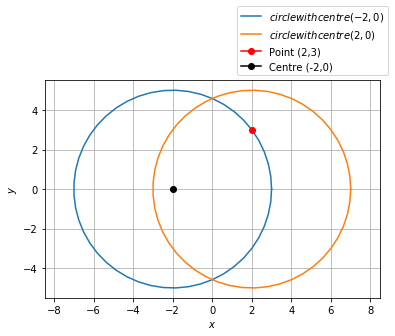 circlewithcentre(−2, 0)
circlewithcentre(2, 0)
Point (2,3)
Centre (-2,0)
4
2
0
−2
−4
y
−8 −6 −4 −2 0 2 4 6 8
x